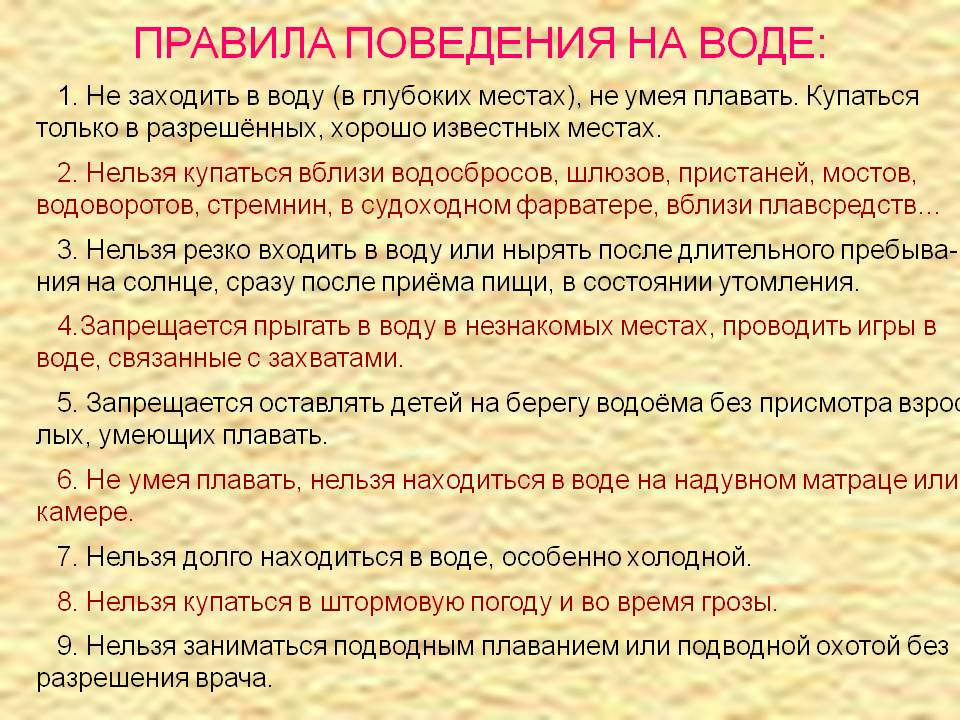 ПРАВИЛА ПОВЕДЕНИЯ НА ВОДЕ:
1. Не заходить в воду (в глубоких местах), не умея плавать. Купаться
только в разрешённых, хорошо известных местах.
2. Нельзя купаться вблизи водосбросов, шлюзов, пристаней, мостов,
водоворотов, стремнин, в судоходном фарватере, вблизи плавсредств…
3. Нельзя резко входить в воду или нырять после длительного пребыва-
ния на солнце, сразу после приёма пищи, в состоянии утомления.
4.Запрещается прыгать в воду в незнакомых местах, проводить игры в
воде, связанные с захватами.
5. Запрещается оставлять детей на берегу водоёма без присмотра взрос
лых, умеющих плавать.
6. Не умея плавать, нельзя находиться в воде на надувном матраце или
камере.
7. Нельзя долго находиться в воде, особенно холодной.
8. Нельзя купаться в штормовую погоду и во время грозы.
9. Нельзя заниматься подводным плаванием или подводной охотой без
разрешения врача.